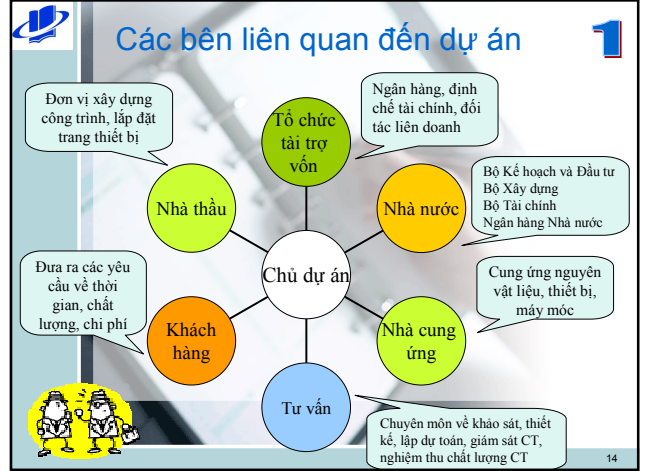 Các bên liên quan đến dự án
1
Đơn vị xây dựng
công trình, lắp đặt
trang thiết bị
Tổ chức
tài trợ
vốn
Ngân hàng, định
chế tài chính, đối
tác liên doanh
Nhà thầu
Nhà nước
Bộ Kế hoạch và Đầu tư
Bộ Xây dựng
Bộ Tài chính
Ngân hàng Nhà nước
Chủ dự án
Đưa ra các yêu
cầu về thời
gian, chất
lượng, chi phí
Khách
hàng
Nhà cung
ứng
Cung ứng nguyên
vật liệu, thiết bị,
máy móc
Tư vấn
Chuyên môn về khảo sát, thiết
kế, lập dự toán, giám sát CT,
nghiệm thu chất lượng CT
14